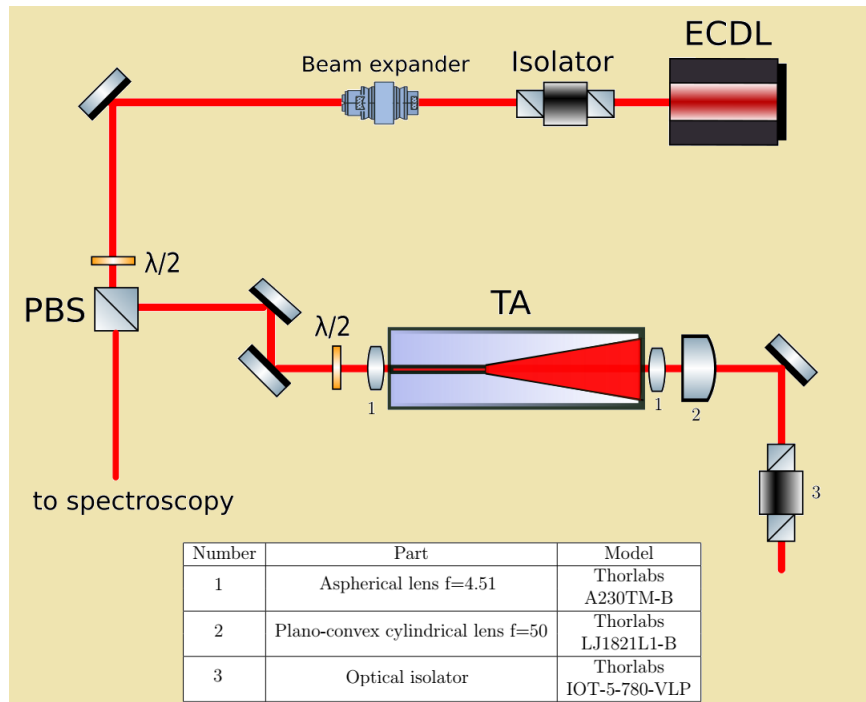 ECDL
Isolator
Beam expander
λ/2
PBS
TA
λ/2
1
1
2
3
to spectroscopy
Number Part Model
1 Aspherical lens f=4.51 Thorlabs
A230TM-B
2 Plano-convex cylindrical lens f=50 Thorlabs
LJ1821L1-B
3 Optical isolator Thorlabs
IOT-5-780-VLP